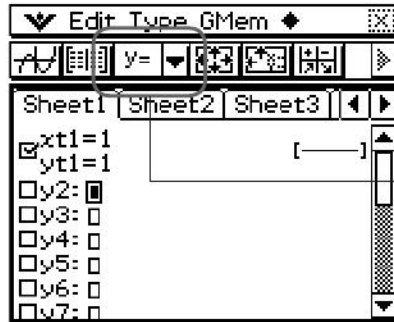 Edit Type GMem ◆
y=
Sheet1 Sheet2 Sheet3
xt1=1
yt1=1
[——]
y2:
y3:
y4:
y5:
y6:
y7: